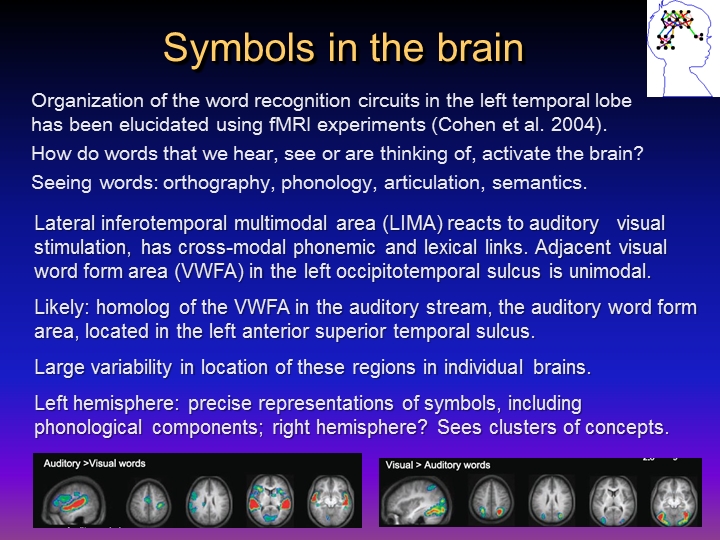 Symbols in the brain
Organization of the word recognition circuits in the left temporal lobe
has been elucidated using fMRI experiments (Cohen et al. 2004).
How do words that we hear, see or are thinking of, activate the brain?
Seeing words: orthography, phonology, articulation, semantics.
Lateral inferotemporal multimodal area (LIMA) reacts to auditory visual
stimulation, has cross-modal phonemic and lexical links. Adjacent visual
word form area (VWFA) in the left occipitotemporal sulcus is unimodal.
Likely: homolog of the VWFA in the auditory stream, the auditory word form
area, located in the left anterior superior temporal sulcus.
Large variability in location of these regions in individual brains.
Left hemisphere: precise representations of symbols, including
phonological components; right hemisphere? Sees clusters of concepts.
Auditory >Visual words
Visual > Auditory words